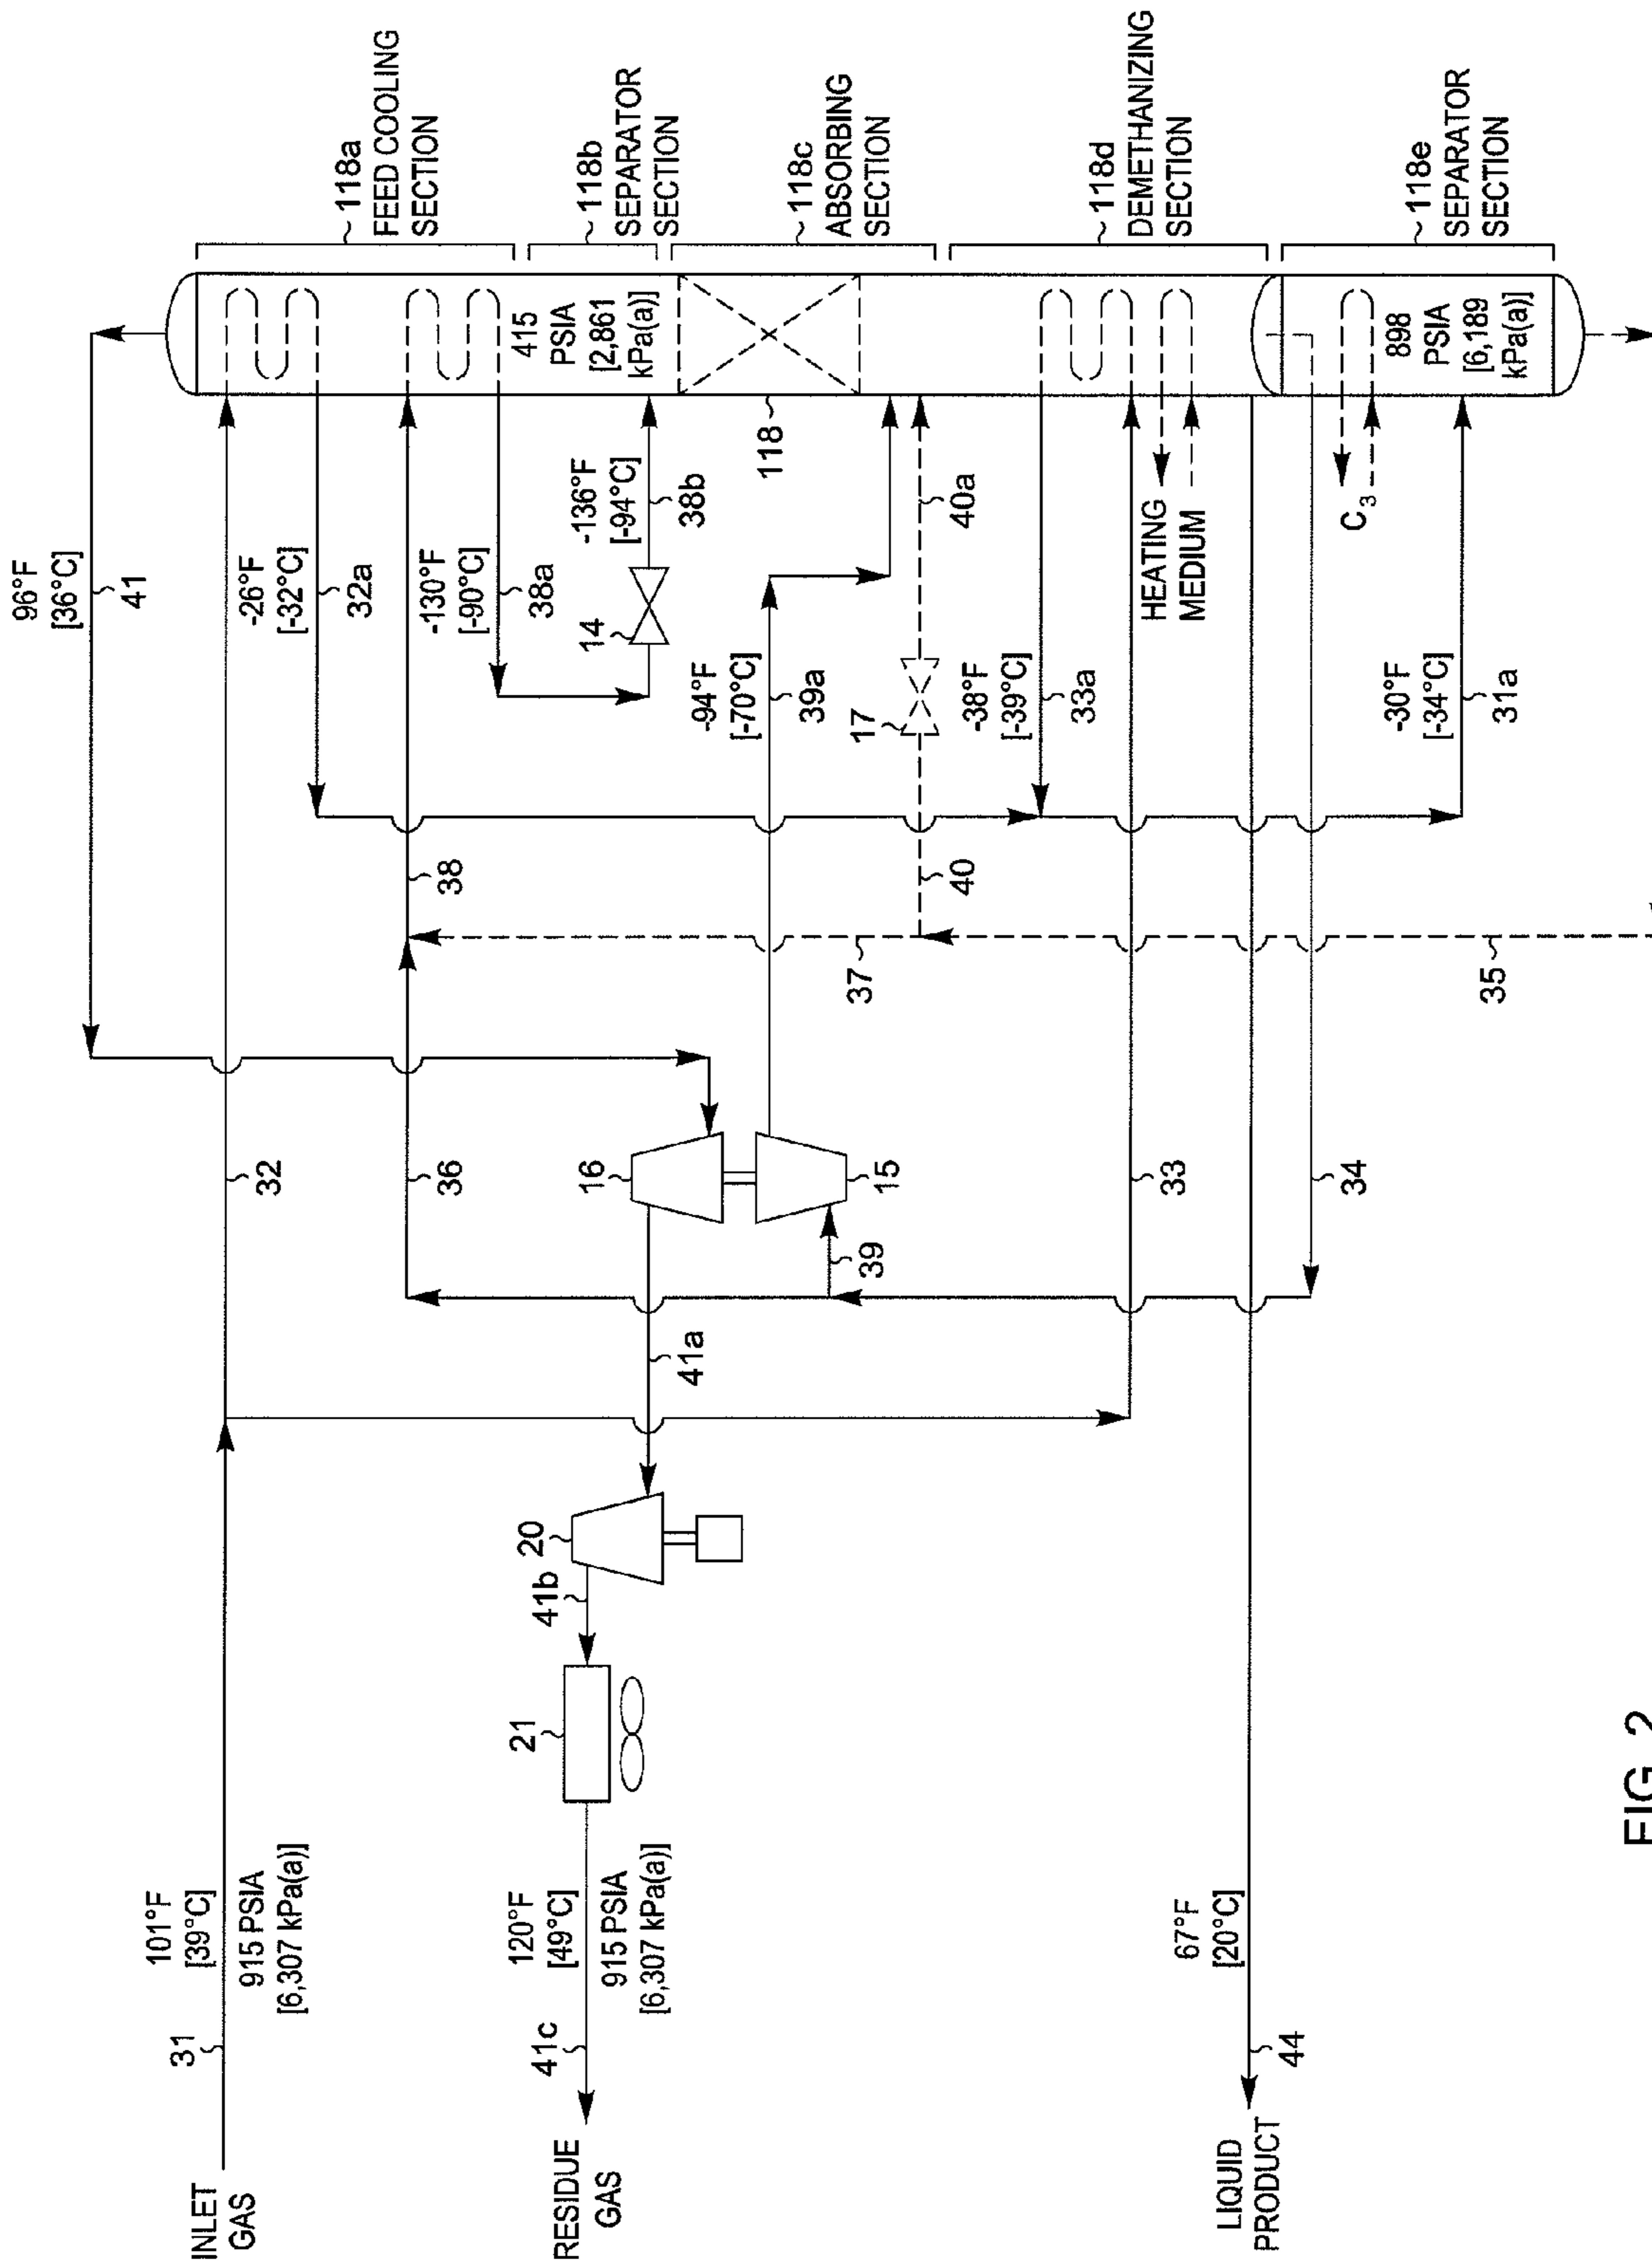 INLET
GAS
31
101°F
[39°C]
915 PSIA
[6,307 kPa(a)]
32
96°F
[36°C]
41
-26°F
[-32°C]
32a
118a
FEED COOLING
SECTION
36
38
-130°F
[-90°C]
38a
415
PSIA
[2,861
kPa(a)]
118b
SEPARATOR
SECTION
RESIDUE
GAS
41c
120°F
[49°C]
915 PSIA
[6,307 kPa(a)]
21
41b
20
41a
16
14
-136°F
[-94°C]
38b
118
118c
ABSORBING
SECTION
15
39
-94°F
[-70°C]
39a
37
40
17
40a
-38°F
[-39°C]
33a
118d
DEMETHANIZING
SECTION
33
HEATING
MEDIUM
LIQUID
PRODUCT
44
67°F
[20°C]
34
C3
898
PSIA
[6,189
kPa(a)]
118e
SEPARATOR
SECTION
-30°F
[-34°C]
31a
35
FIG. 2